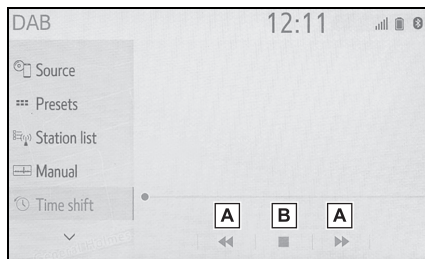 DAB 12:11
Source
Presets
Station list
Manual
Time shift
A B A